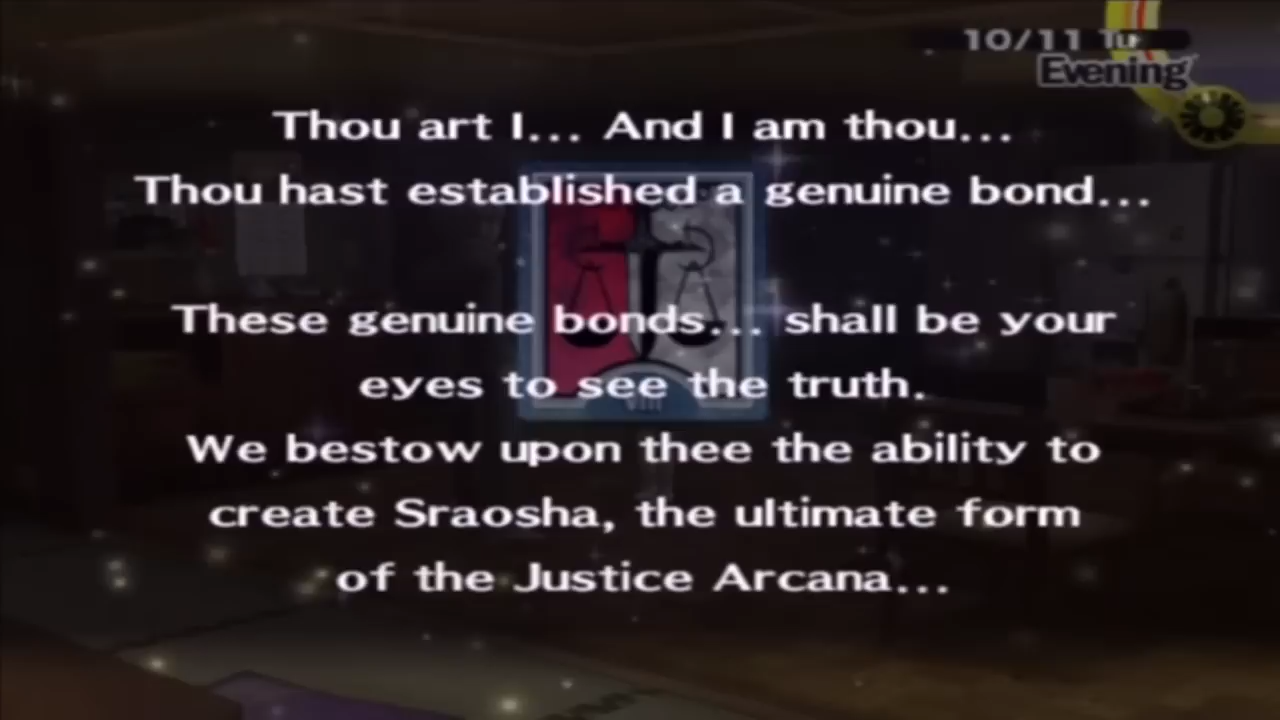 10/11 Tue
Evening
Thou art I... And I am thou...
Thou hast established a genuine bond...
These genuine bonds... shall be your
eyes to see the truth.
We bestow upon thee the ability to
create Sraosha, the ultimate form
of the Justice Arcana...
VIII